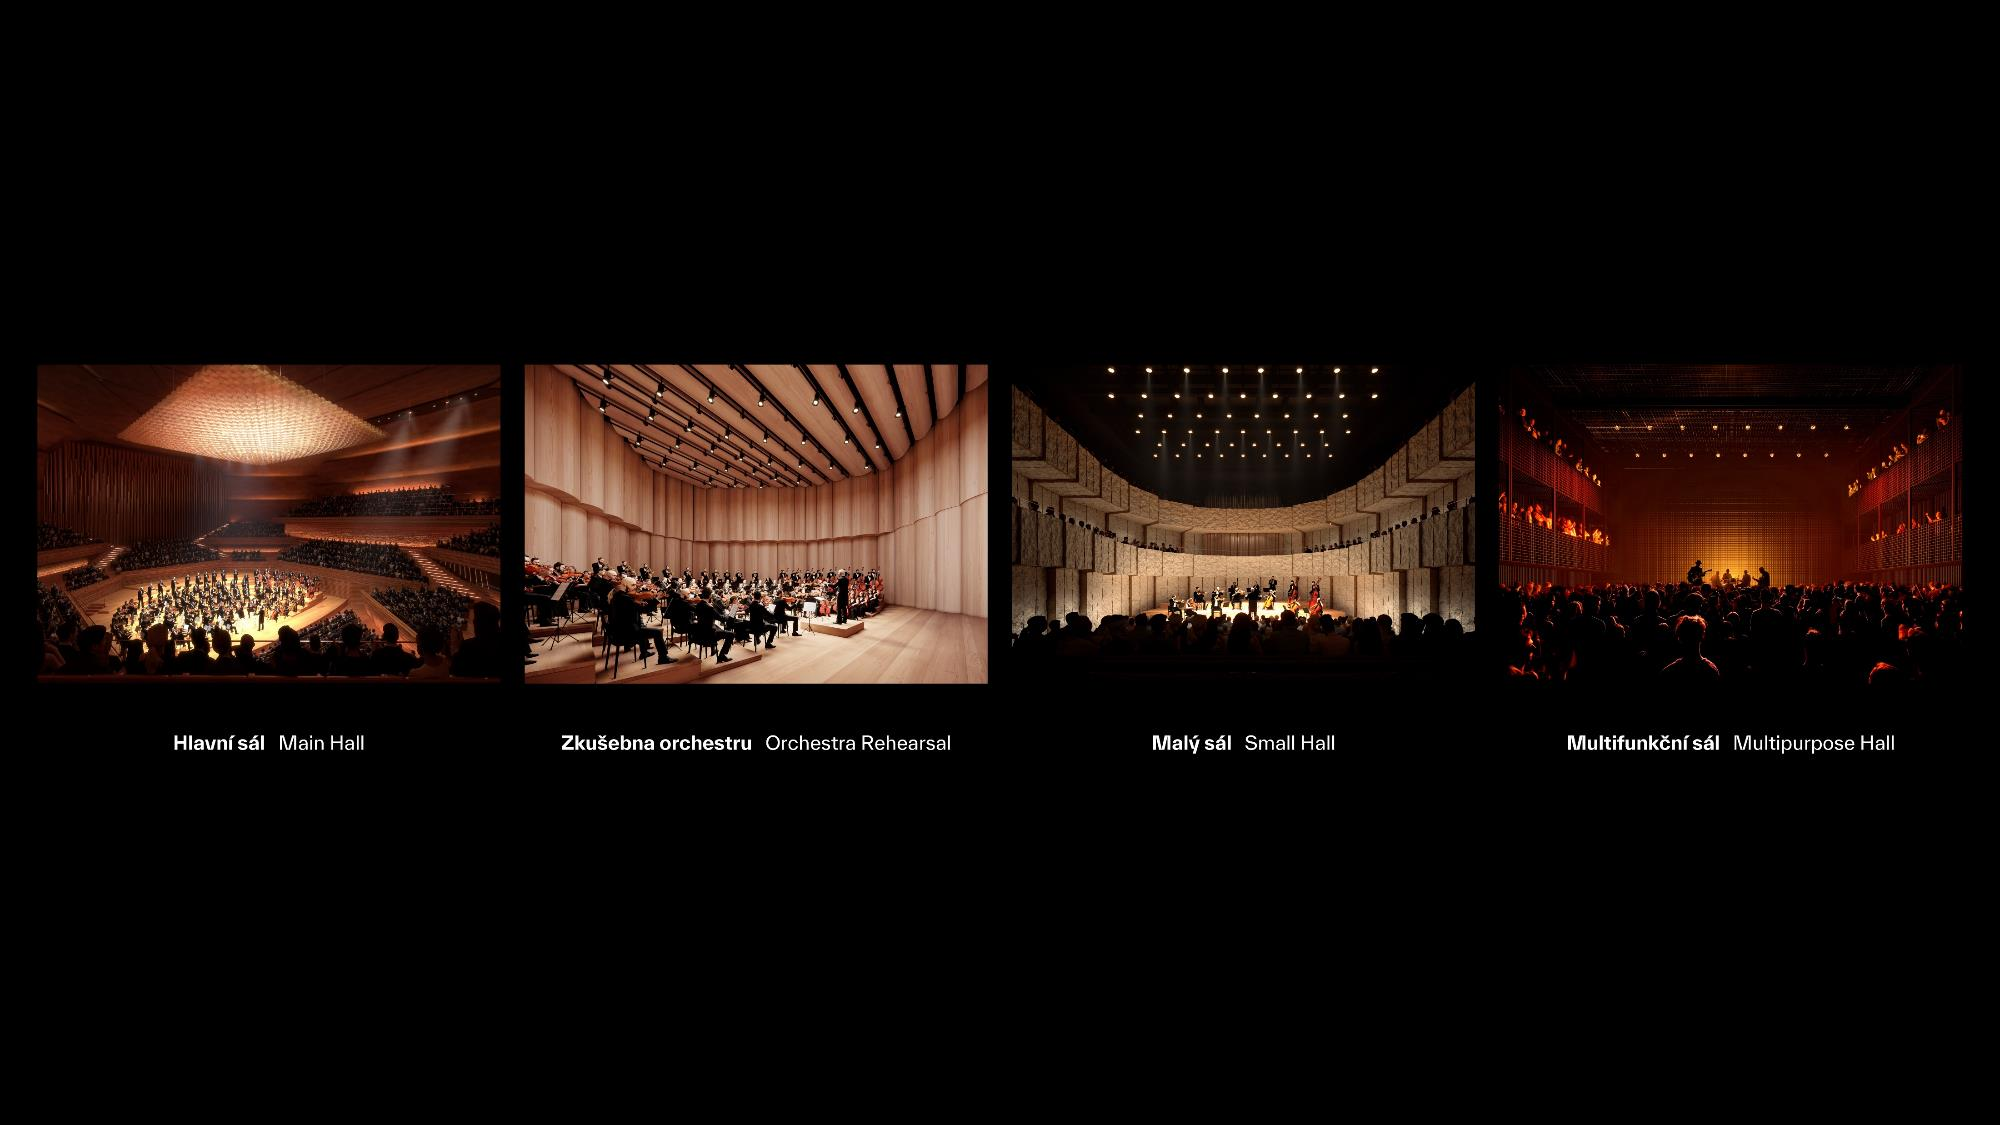 Hlavní sál Main Hall
Zkušebna orchestru Orchestra Rehearsal
Malý sál Small Hall
Multifunkční sál Multipurpose Hall